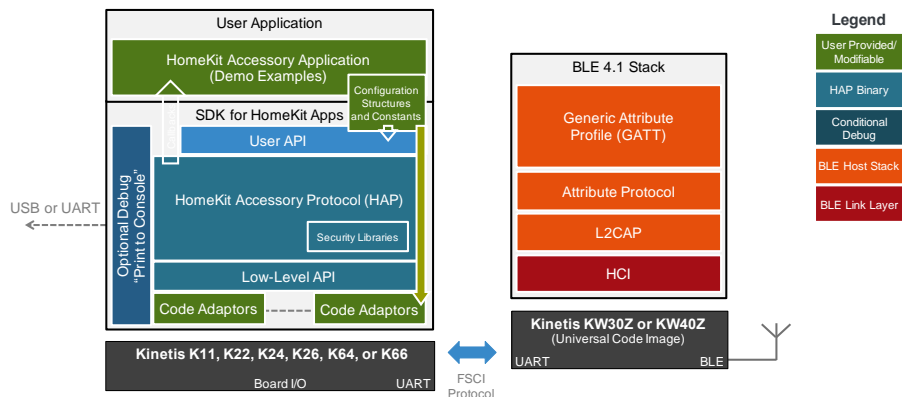 User Application
HomeKit Accessory Application
(Demo Examples)
Configuration
Structures
and Constants
SDK for HomeKit Apps
User API
Optional Debug
"Print to Console"
HomeKit Accessory Protocol (HAP)
Security Libraries
Low-Level API
Code Adaptors
Code Adaptors
USB or UART
Kinetis K11, K22, K24, K26, K64, or K66
Board I/O
UART
FSCI
Protocol
BLE 4.1 Stack
Generic Attribute
Profile (GATT)
Attribute Protocol
L2CAP
HCI
Kinetis KW30Z or KW40Z
(Universal Code Image)
UART
BLE
Legend
User Provided/
Modifiable
HAP Binary
Conditional
Debug
BLE Host Stack
BLE Link Layer